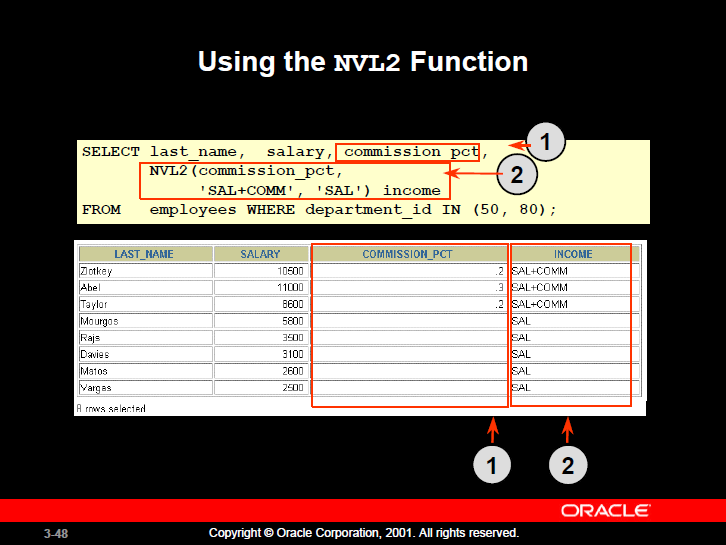 Using the NVL2 Function
SELECT last_name, salary, commission_pct, 1
NVL2(commission_pct, 2
'SAL+COMM', 'SAL') income
FROM employees WHERE department_id IN (50, 80);
LAST_NAME SALARY COMMISSION_PCT INCOME
Zlotkey 10500 .2 SAL+COMM
Abel 11000 .3 SAL+COMM
Taylor 8600 .2 SAL+COMM
Mourgos 5800 SAL
Rajs 3500 SAL
Davies 3100 SAL
Matos 2600 SAL
Vargas 2500 SAL
8 rows selected
1 2
ORACLE
3-48 Copyright © Oracle Corporation, 2001. All rights reserved.